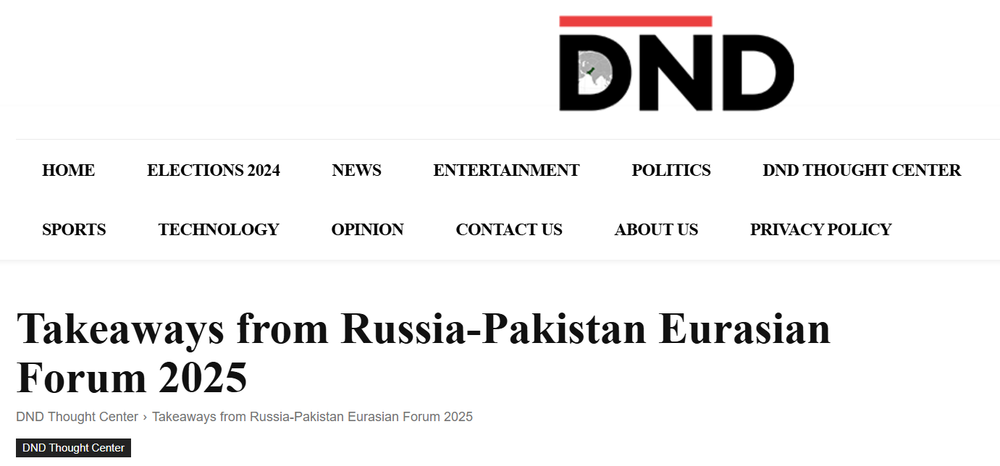 DND
HOME ELECTIONS 2024 NEWS ENTERTAINMENT POLITICS DND THOUGHT CENTER
SPORTS TECHNOLOGY OPINION CONTACT US ABOUT US PRIVACY POLICY
Takeaways from Russia-Pakistan Eurasian
Forum 2025
DND Thought Center › Takeaways from Russia-Pakistan Eurasian Forum 2025
DND Thought Center